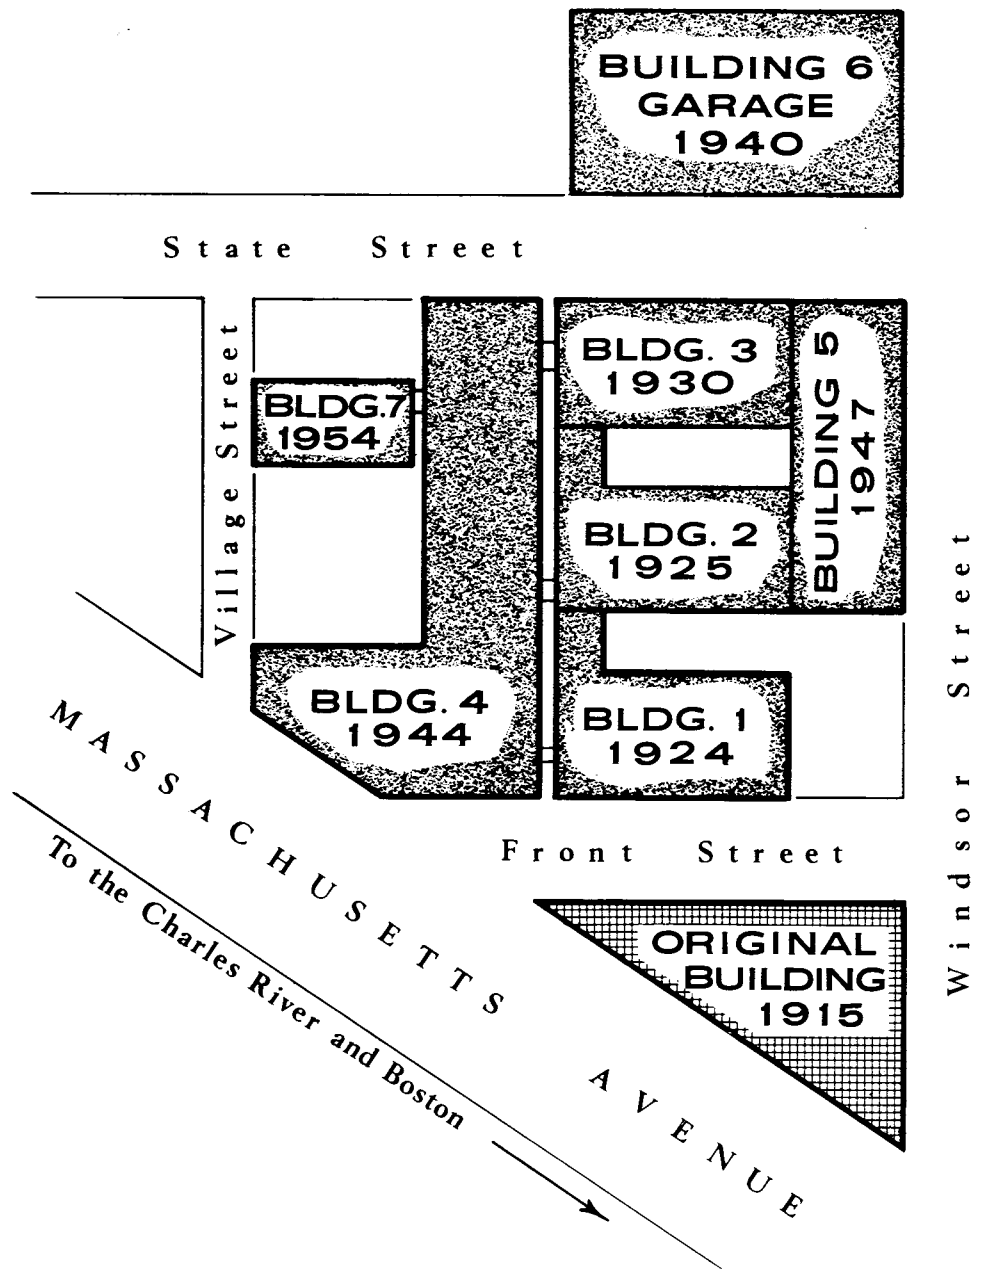 BUILDING 6
GARAGE
1940
State Street
Village Street
BLDG. 3
1930
BUILDING 5
1947
BLDG.7
1954
BLDG. 2
1925
Windsor Street
BLDG. 4
1944
BLDG. 1
1924
MASSACHUSETTS AVENUE
Front Street
To the Charles River and Boston
ORIGINAL
BUILDING
1915